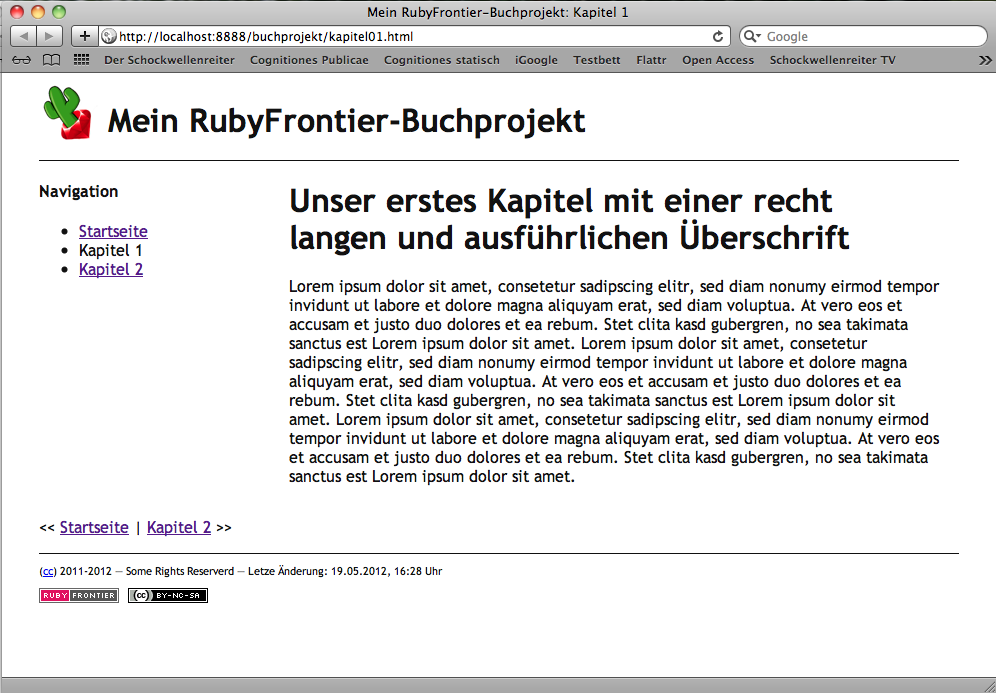 Mein RubyFrontier-Buchprojekt: Kapitel 1
http://localhost:8888/buchprojekt/kapitel01.html
Google
Der Schockwellenreiter Cognitiones Publicae Cognitiones statisch iGoogle Testbett Flattr Open Access Schockwellenreiter TV
Mein RubyFrontier-Buchprojekt
Navigation
Startseite
Kapitel 1
Kapitel 2
Unser erstes Kapitel mit einer recht
langen und ausführlichen Überschrift
Lorem ipsum dolor sit amet, consetetur sadipscing elitr, sed diam nonumy eirmod tempor
invidunt ut labore et dolore magna aliquyam erat, sed diam voluptua. At vero eos et
accusam et justo duo dolores et ea rebum. Stet clita kasd gubergren, no sea takimata
sanctus est Lorem ipsum dolor sit amet. Lorem ipsum dolor sit amet, consetetur
sadipscing elitr, sed diam nonumy eirmod tempor invidunt ut labore et dolore magna
aliquyam erat, sed diam voluptua. At vero eos et accusam et justo duo dolores et ea
rebum. Stet clita kasd gubergren, no sea takimata sanctus est Lorem ipsum dolor sit
amet. Lorem ipsum dolor sit amet, consetetur sadipscing elitr, sed diam nonumy eirmod
tempor invidunt ut labore et dolore magna aliquyam erat, sed diam voluptua. At vero eos
et accusam et justo duo dolores et ea rebum. Stet clita kasd gubergren, no sea takimata
sanctus est Lorem ipsum dolor sit amet.
<< Startseite | Kapitel 2 >>
(cc) 2011-2012 — Some Rights Reserverd — Letze Änderung: 19.05.2012, 16:28 Uhr
RUBY FRONTIER (cc) BY-NC-SA